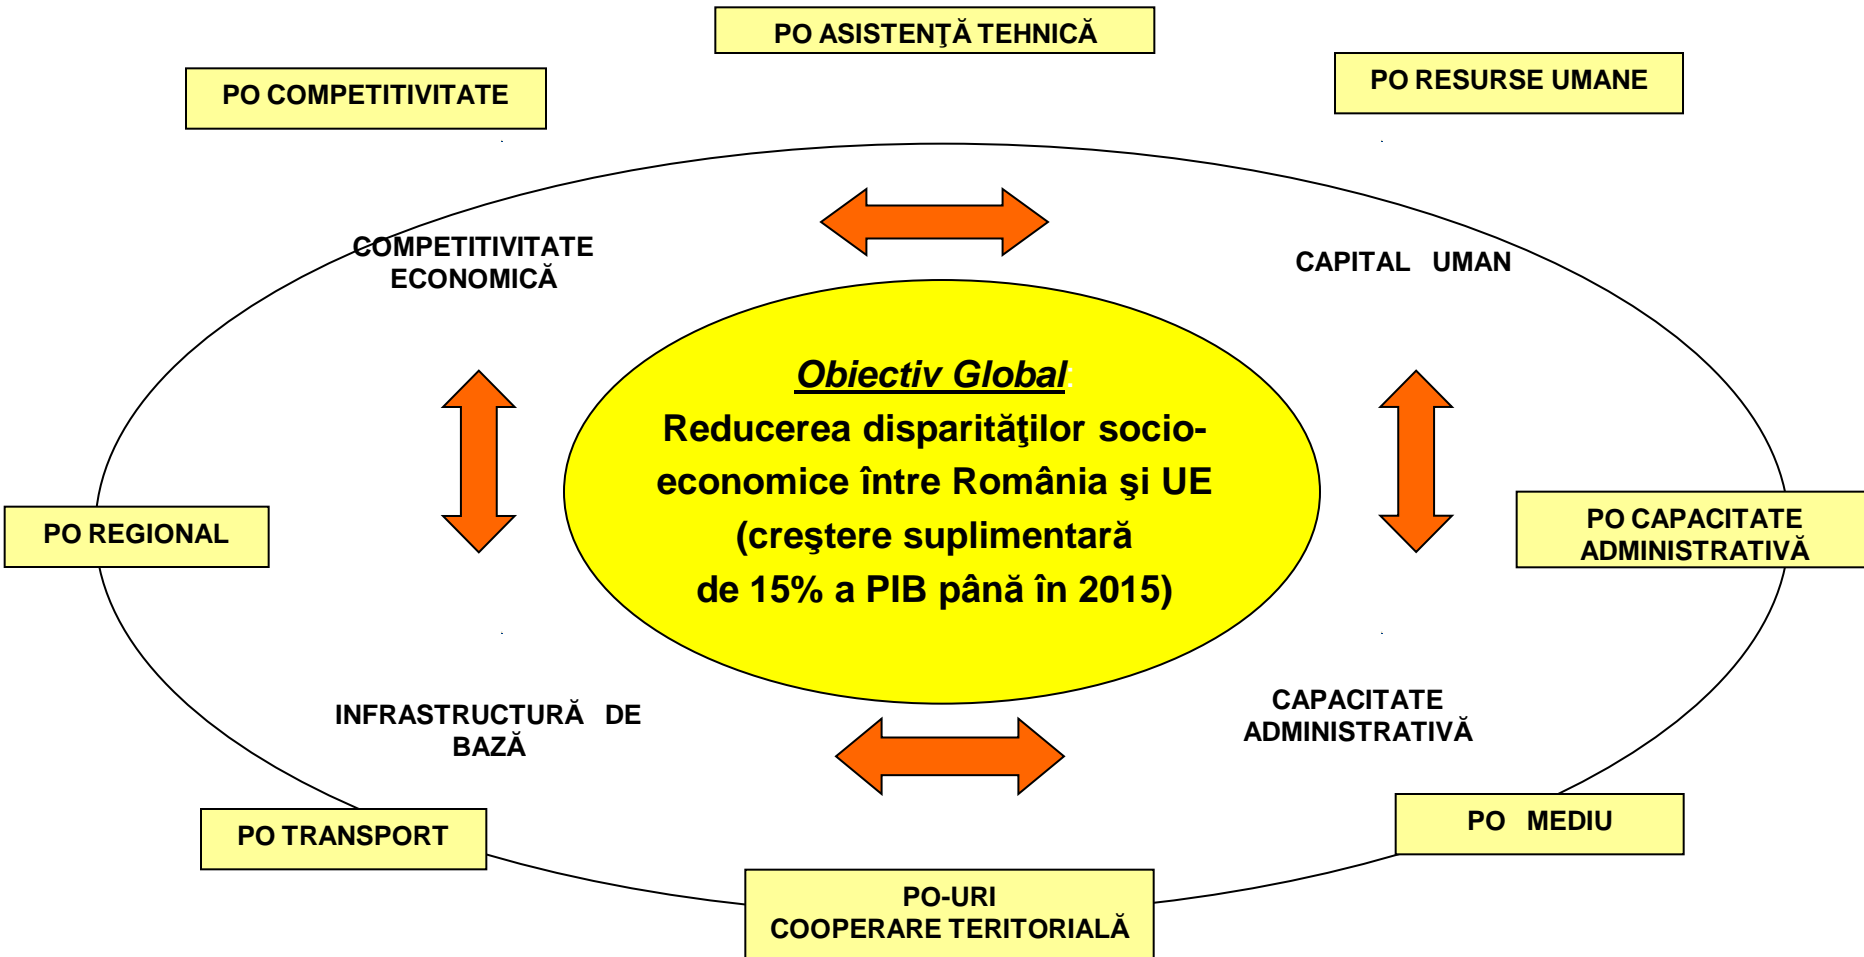 PO ASISTENŢĂ TEHNICĂ
PO COMPETITIVITATE
PO RESURSE UMANE
COMPETITIVITATE
ECONOMICĂ
CAPITAL UMAN
Obiectiv Global:
Reducerea disparităţilor socio-
economice între România şi UE
(creştere suplimentară
de 15% a PIB până în 2015)
PO REGIONAL
PO CAPACITATE
ADMINISTRATIVĂ
INFRASTRUCTURĂ DE
BAZĂ
CAPACITATE
ADMINISTRATIVĂ
PO TRANSPORT
PO MEDIU
PO-URI
COOPERARE TERITORIALĂ